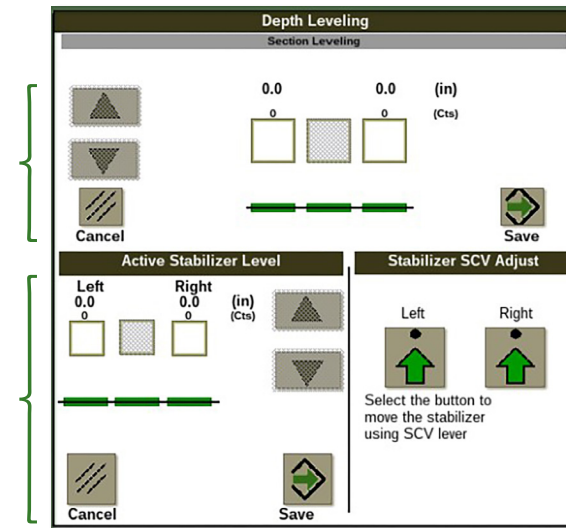 Depth Leveling
Section Leveling
0.0 0.0 (in)
0 0 (Cts)
Cancel Save
Active Stabilizer Level
Left Right
0.0 0.0 (in)
0 0 (Cts)
Cancel Save
Stabilizer SCV Adjust
Left Right
Select the button to
move the stabilizer
using SCV lever